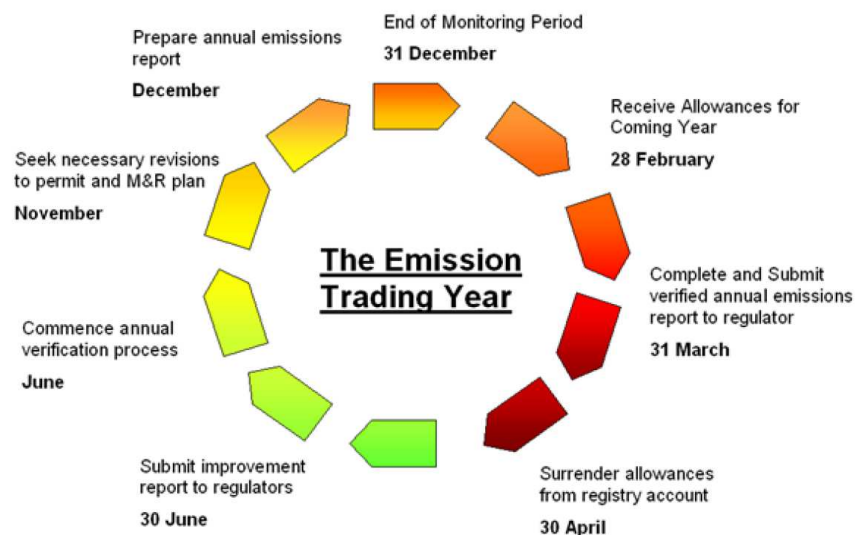 The Emission
Trading Year
End of Monitoring Period
31 December
Receive Allowances for
Coming Year
28 February
Complete and Submit
verified annual emissions
report to regulator
31 March
Surrender allowances
from registry account
30 April
Submit improvement
report to regulators
30 June
Commence annual
verification process
June
Seek necessary revisions
to permit and M&R plan
November
Prepare annual emissions
report
December